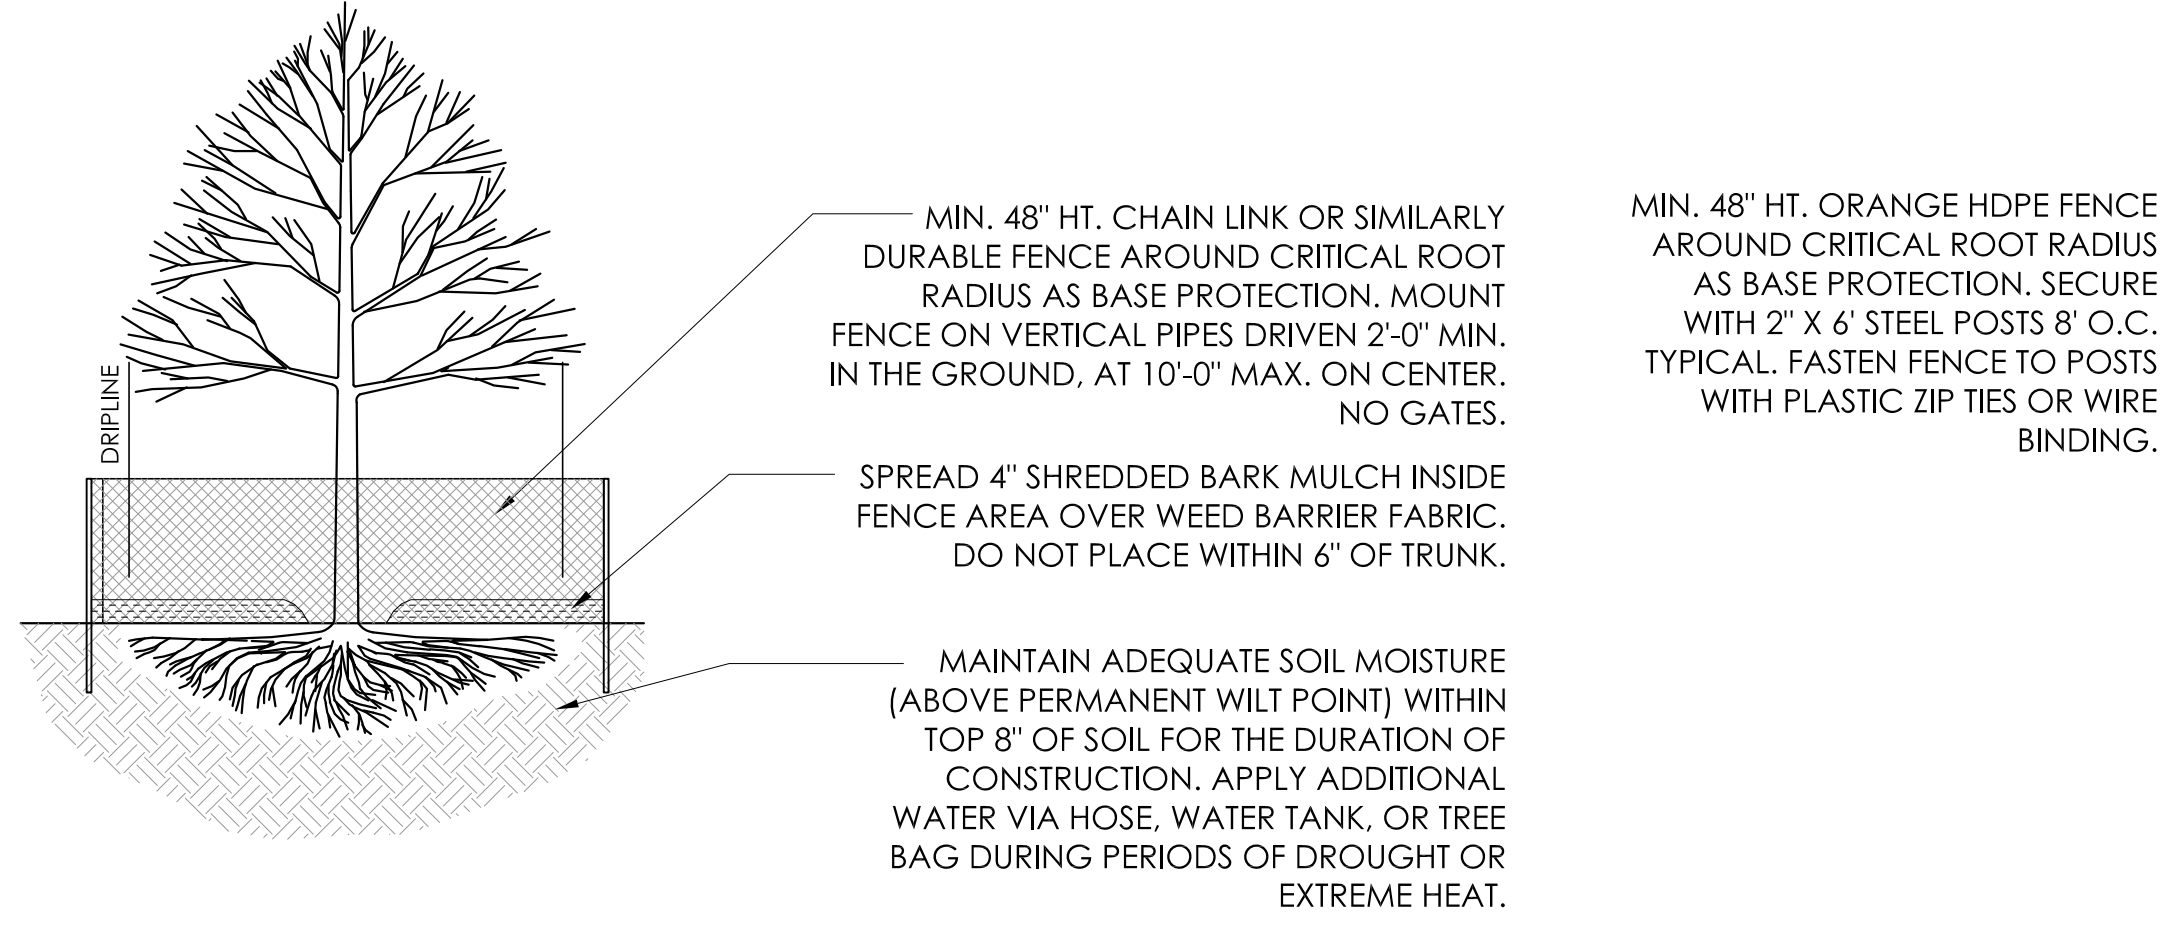 DRIPLINE
MIN. 48" HT. CHAIN LINK OR SIMILARLY
DURABLE FENCE AROUND CRITICAL ROOT
RADIUS AS BASE PROTECTION. MOUNT
FENCE ON VERTICAL PIPES DRIVEN 2'-0" MIN.
IN THE GROUND, AT 10'-0" MAX. ON CENTER.
NO GATES.
SPREAD 4" SHREDDED BARK MULCH INSIDE
FENCE AREA OVER WEED BARRIER FABRIC.
DO NOT PLACE WITHIN 6" OF TRUNK.
MAINTAIN ADEQUATE SOIL MOISTURE
(ABOVE PERMANENT WILT POINT) WITHIN
TOP 8" OF SOIL FOR THE DURATION OF
CONSTRUCTION. APPLY ADDITIONAL
WATER VIA HOSE, WATER TANK, OR TREE
BAG DURING PERIODS OF DROUGHT OR
EXTREME HEAT.
MIN. 48" HT. ORANGE HDPE FENCE
AROUND CRITICAL ROOT RADIUS
AS BASE PROTECTION. SECURE
WITH 2" X 6' STEEL POSTS 8' O.C.
TYPICAL. FASTEN FENCE TO POSTS
WITH PLASTIC ZIP TIES OR WIRE
BINDING.